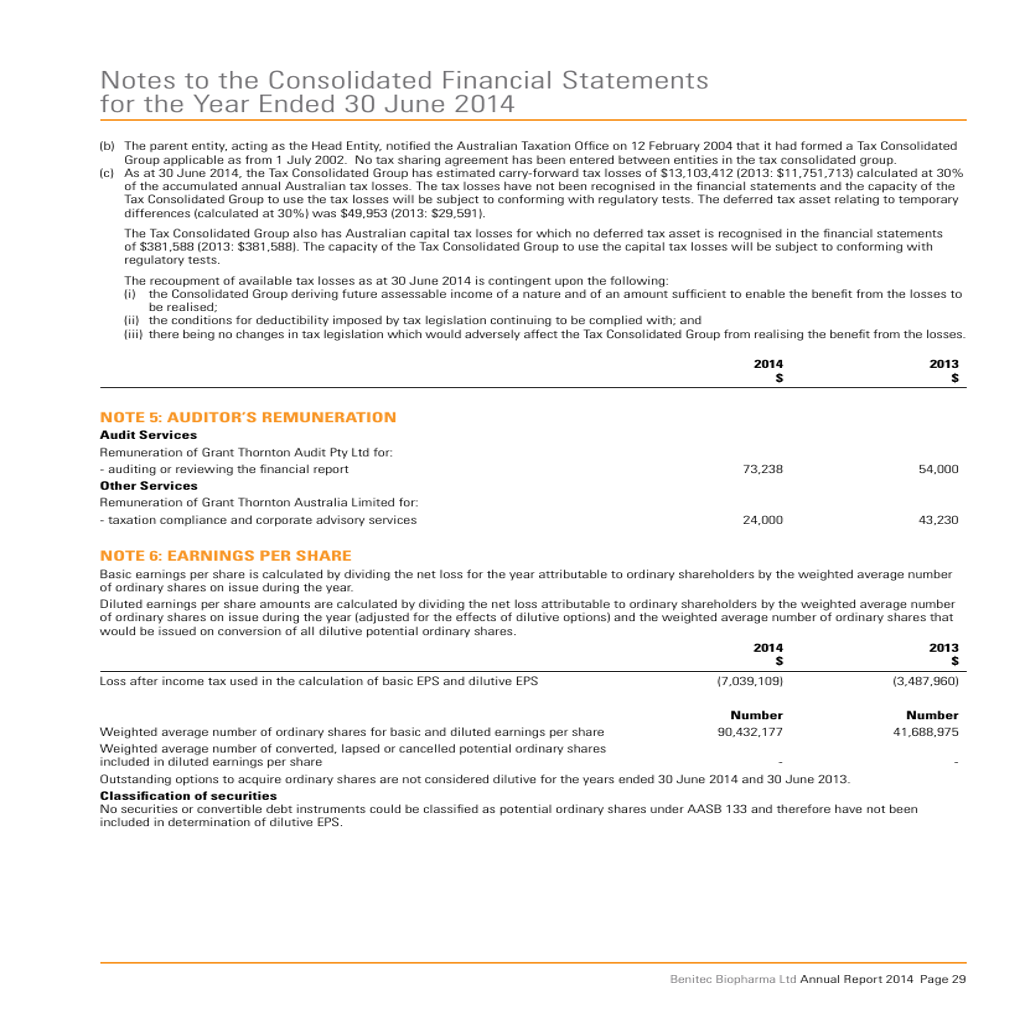 Notes to the Consolidated Financial Statements
for the Year Ended 30 June 2014
(b) The parent entity, acting as the Head Entity, notified the Australian Taxation Office on 12 February 2004 that it had formed a Tax Consolidated
Group applicable as from 1 July 2002. No tax sharing agreement has been entered between entities in the tax consolidated group.
(c) As at 30 June 2014, the Tax Consolidated Group has estimated carry-forward tax losses of $13,103,412 (2013: $11,751,713) calculated at 30%
of the accumulated annual Australian tax losses. The tax losses have not been recognised in the financial statements and the capacity of the
Tax Consolidated Group to use the tax losses will be subject to conforming with regulatory tests. The deferred tax asset relating to temporary
differences (calculated at 30%) was $49,953 (2013: $29,591).
The Tax Consolidated Group also has Australian capital tax losses for which no deferred tax asset is recognised in the financial statements
of $381,588 (2013: $381,588). The capacity of the Tax Consolidated Group to use the capital tax losses will be subject to conforming with
regulatory tests.
The recoupment of available tax losses as at 30 June 2014 is contingent upon the following:
(i) the Consolidated Group deriving future assessable income of a nature and of an amount sufficient to enable the benefit from the losses to
be realised;
(ii) the conditions for deductibility imposed by tax legislation continuing to be complied with; and
(iii) there being no changes in tax legislation which would adversely affect the Tax Consolidated Group from realising the benefit from the losses.
2014 2013
$ $
NOTE 5: AUDITOR'S REMUNERATION
Audit Services
Remuneration of Grant Thornton Audit Pty Ltd for:
- auditing or reviewing the financial report 73,238 54,000
Other Services
Remuneration of Grant Thornton Australia Limited for:
- taxation compliance and corporate advisory services 24,000 43,230
NOTE 6: EARNINGS PER SHARE
Basic earnings per share is calculated by dividing the net loss for the year attributable to ordinary shareholders by the weighted average number
of ordinary shares on issue during the year.
Diluted earnings per share amounts are calculated by dividing the net loss attributable to ordinary shareholders by the weighted average number
of ordinary shares on issue during the year (adjusted for the effects of dilutive options) and the weighted average number of ordinary shares that
would be issued on conversion of all dilutive potential ordinary shares.
2014 2013
$ $
Loss after income tax used in the calculation of basic EPS and dilutive EPS (7,039,109) (3,487,960)
Number Number
Weighted average number of ordinary shares for basic and diluted earnings per share 90,432,177 41,688,975
Weighted average number of converted, lapsed or cancelled potential ordinary shares
included in diluted earnings per share - -
Outstanding options to acquire ordinary shares are not considered dilutive for the years ended 30 June 2014 and 30 June 2013.
Classification of securities
No securities or convertible debt instruments could be classified as potential ordinary shares under AASB 133 and therefore have not been
included in determination of dilutive EPS.
Benitec Biopharma Ltd Annual Report 2014 Page 29